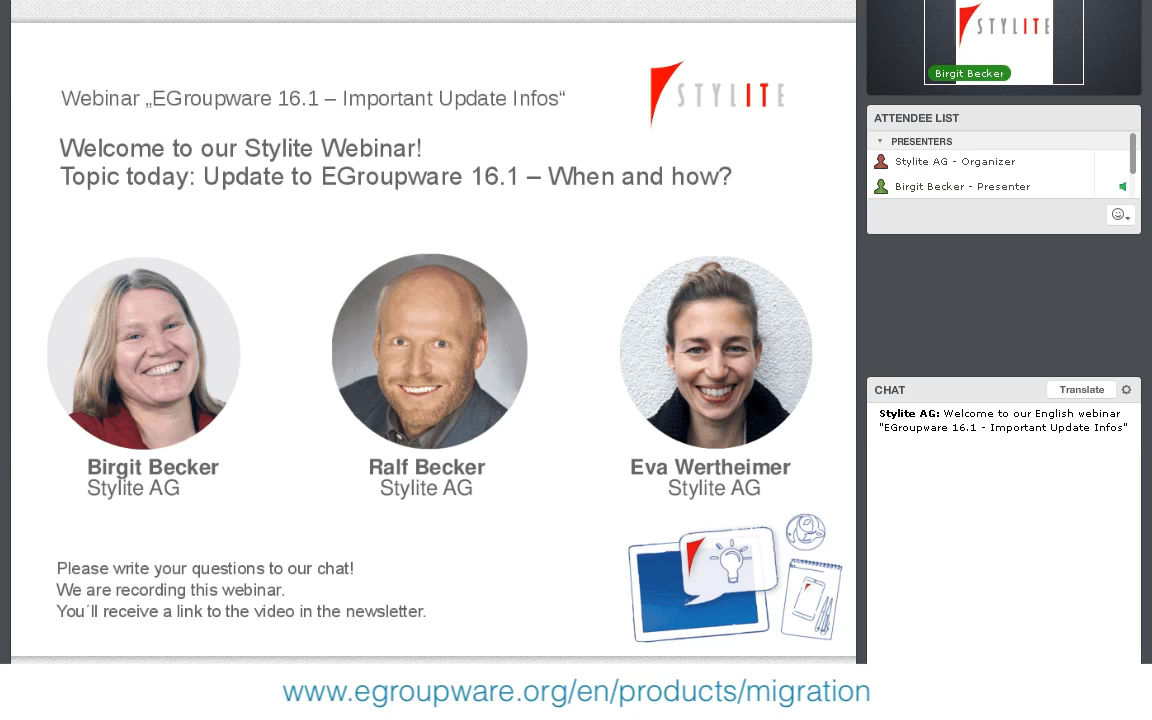 Webinar „EGroupware 16.1 – Important Update Infos“
STYLITE
Welcome to our Stylite Webinar!
Topic today: Update to EGroupware 16.1 – When and how?
Birgit Becker
Stylite AG
Ralf Becker
Stylite AG
Eva Wertheimer
Stylite AG
Please write your questions to our chat!
We are recording this webinar.
You´ll receive a link to the video in the newsletter.
STYLITE
Birgit Becker
ATTENDEE LIST
PRESENTERS
Stylite AG - Organizer
Birgit Becker - Presenter
CHAT
Translate
Stylite AG: Welcome to our English webinar
"EGroupware 16.1 - Important Update Infos"
www.egroupware.org/en/products/migration